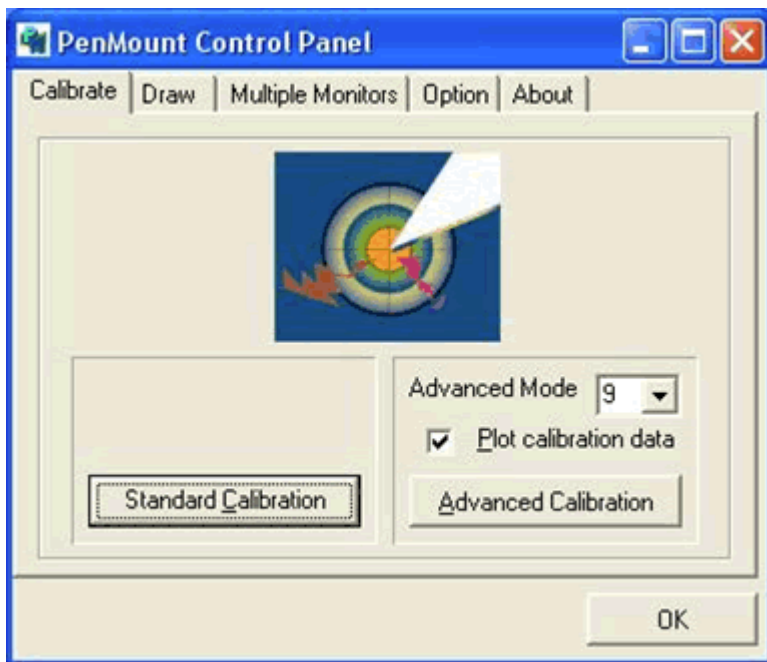 PenMount Control Panel
Calibrate Draw Multiple Monitors Option About
Advanced Mode 9
Plot calibration data
Standard Calibration Advanced Calibration
OK